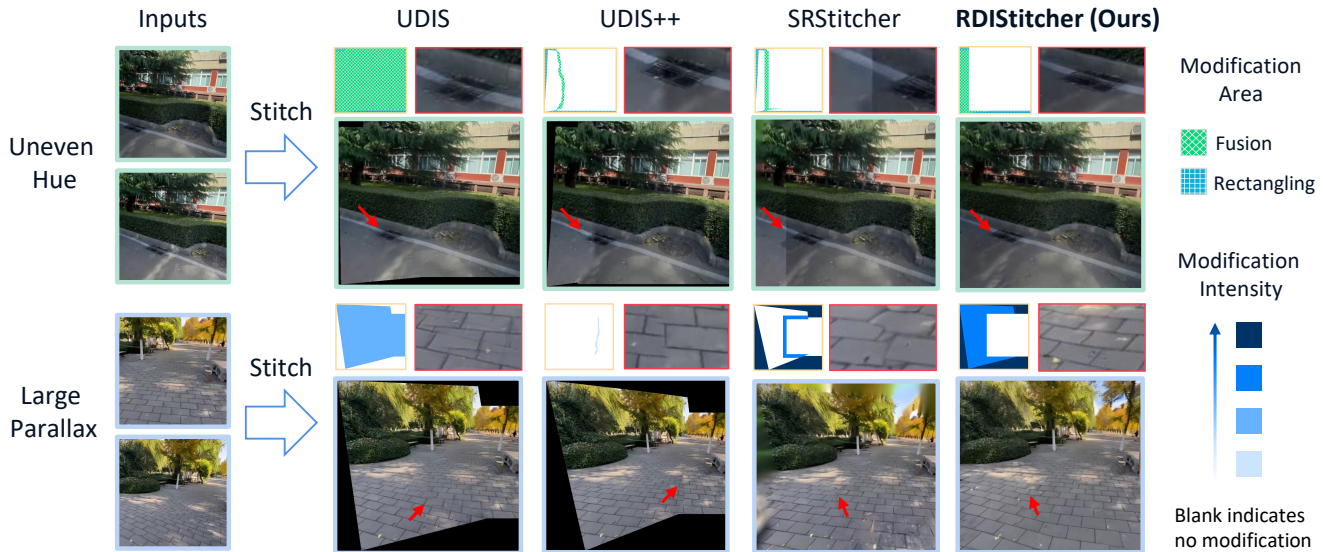 Inputs
UDIS
UDIS++
SRStitcher
RDIStitcher (Ours)
Uneven
Hue
Stitch
Large
Parallax
Stitch
Modification
Area
Fusion
Rectangling
Modification
Intensity
Blank indicates
no modification